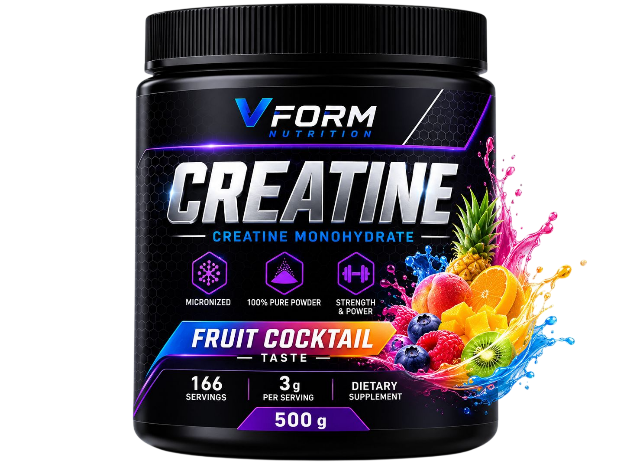 VFORM
NUTRITION
CREATINE
CREATINE MONOHYDRATE
MICRONIZED
100% PURE POWDER
STRENGTH
& POWER
FRUIT COCKTAIL
TASTE
166
SERVINGS
3g
PER SERVING
DIETARY
SUPPLEMENT
500 g